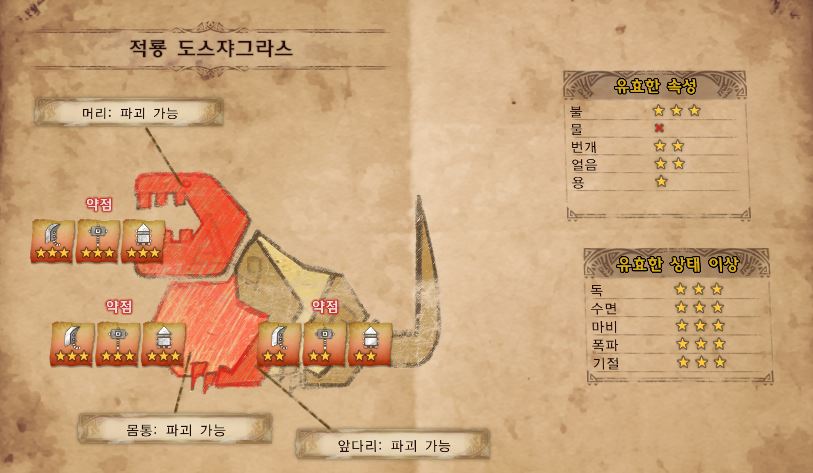 적룡 도스쟈그라스
머리: 파괴 가능
약점
약점
약점
몸통: 파괴 가능
앞다리: 파괴 가능
유효한 속성
불
물
번개
얼음
용
유효한 상태 이상
독
수면
마비
폭파
기절